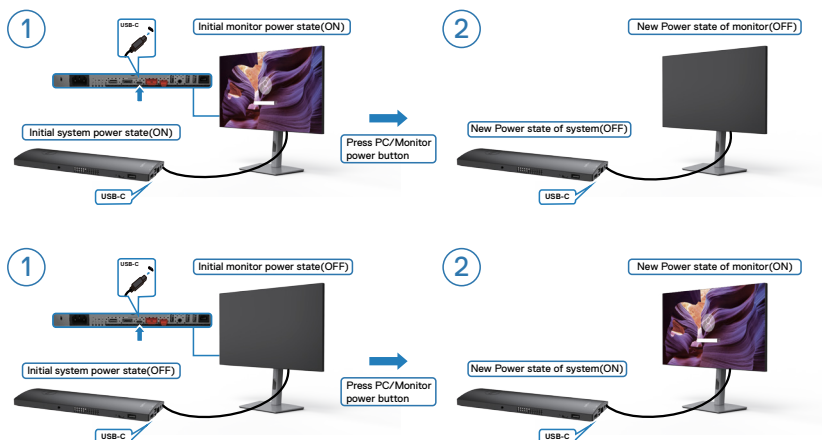 1
USB-C
Initial monitor power state(ON)
Initial system power state(ON)
USB-C
Press PC/Monitor
power button
2
New Power state of monitor(OFF)
New Power state of system(OFF)
USB-C
1
USB-C
Initial monitor power state(OFF)
Initial system power state(OFF)
USB-C
Press PC/Monitor
power button
2
New Power state of monitor(ON)
New Power state of system(ON)
USB-C